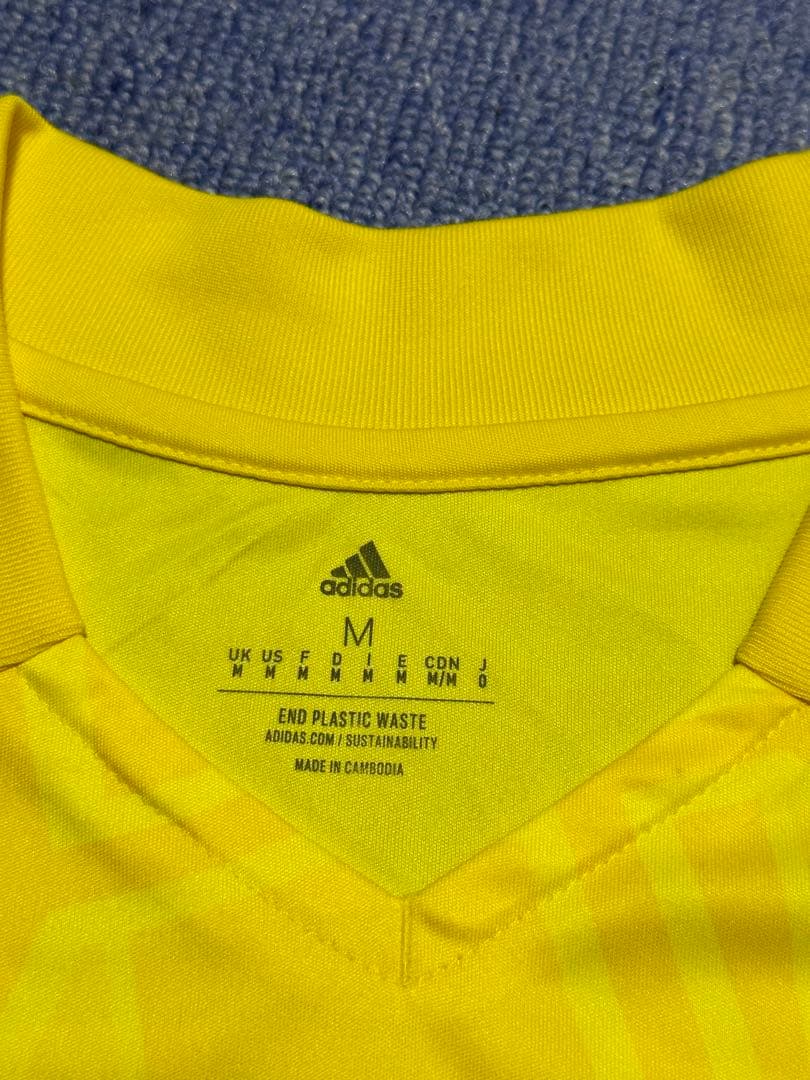 adidas
M
UK US F D I E CDN J
M M M M M M M/M O
END PLASTIC WASTE
ADIDAS.COM / SUSTAINABILITY
MADE IN CAMBODIA